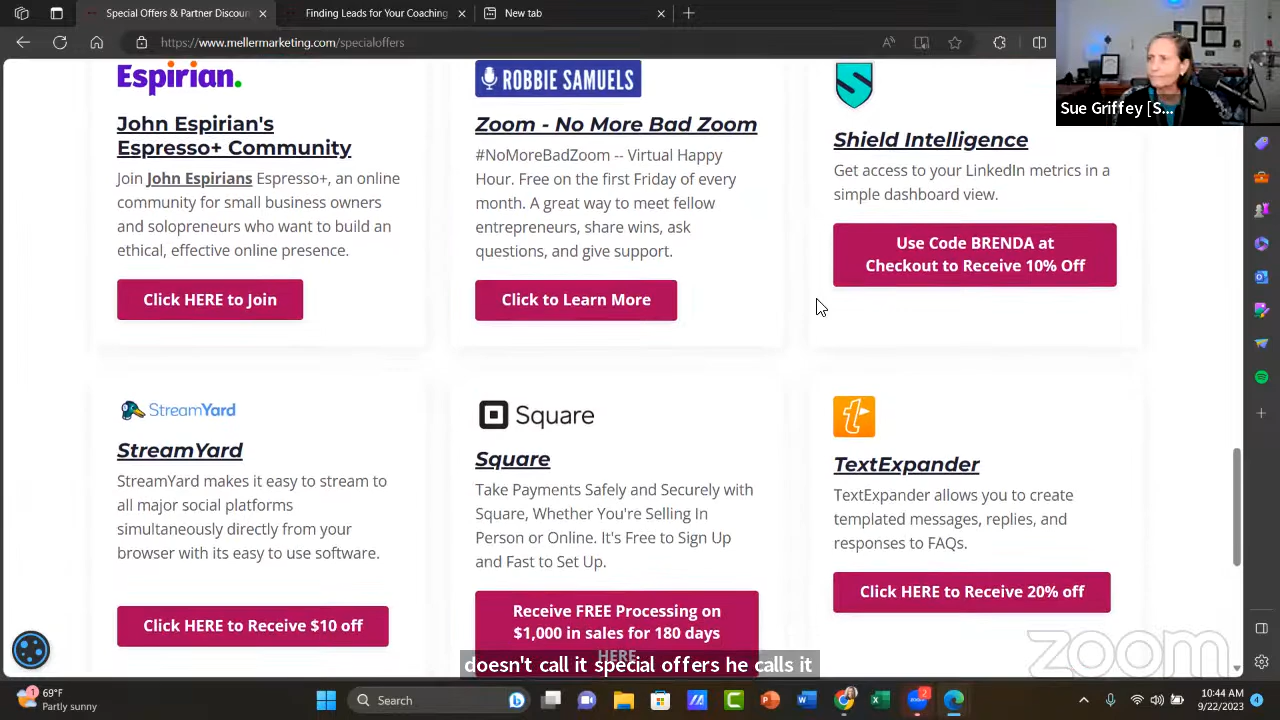 Special Offers & Partner Discoun
Finding Leads for Your Coaching
New tab
https://www.mellermarketing.com/specialoffers
Sue Griffey [S...
Espirian.
John Espirian's
Espresso+ Community
Join John Espirians Espresso+, an online
community for small business owners
and solopreneurs who want to build an
ethical, effective online presence.
Click HERE to Join
ROBBIE SAMUELS
Zoom - No More Bad Zoom
#NoMoreBadZoom -- Virtual Happy
Hour. Free on the first Friday of every
month. A great way to meet fellow
entrepreneurs, share wins, ask
questions, and give support.
Click to Learn More
Shield Intelligence
Get access to your LinkedIn metrics in a
simple dashboard view.
Use Code BRENDA at
Checkout to Receive 10% Off
StreamYard
StreamYard
StreamYard makes it easy to stream to
all major social platforms
simultaneously directly from your
browser with its easy to use software.
Click HERE to Receive $10 off
Square
Square
Take Payments Safely and Securely with
Square, Whether You're Selling In
Person or Online. It's Free to Sign Up
and Fast to Set Up.
Receive FREE Processing on
$1,000 in sales for 180 days
HERE
TextExpander
TextExpander allows you to create
templated messages, replies, and
responses to FAQs.
Click HERE to Receive 20% off
zoom
doesn't call it special offers he calls it
69°F
Partly sunny
Search
10:44 AM
9/22/2023